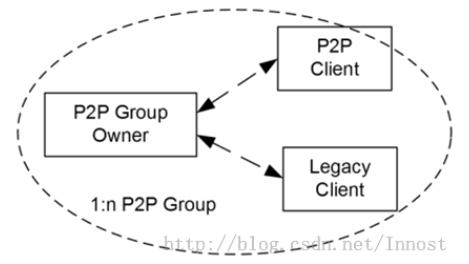 P2P
Client
P2P Group
Owner
Legacy
Client
1:n P2P Group
http://blog.csdn.net/Innost